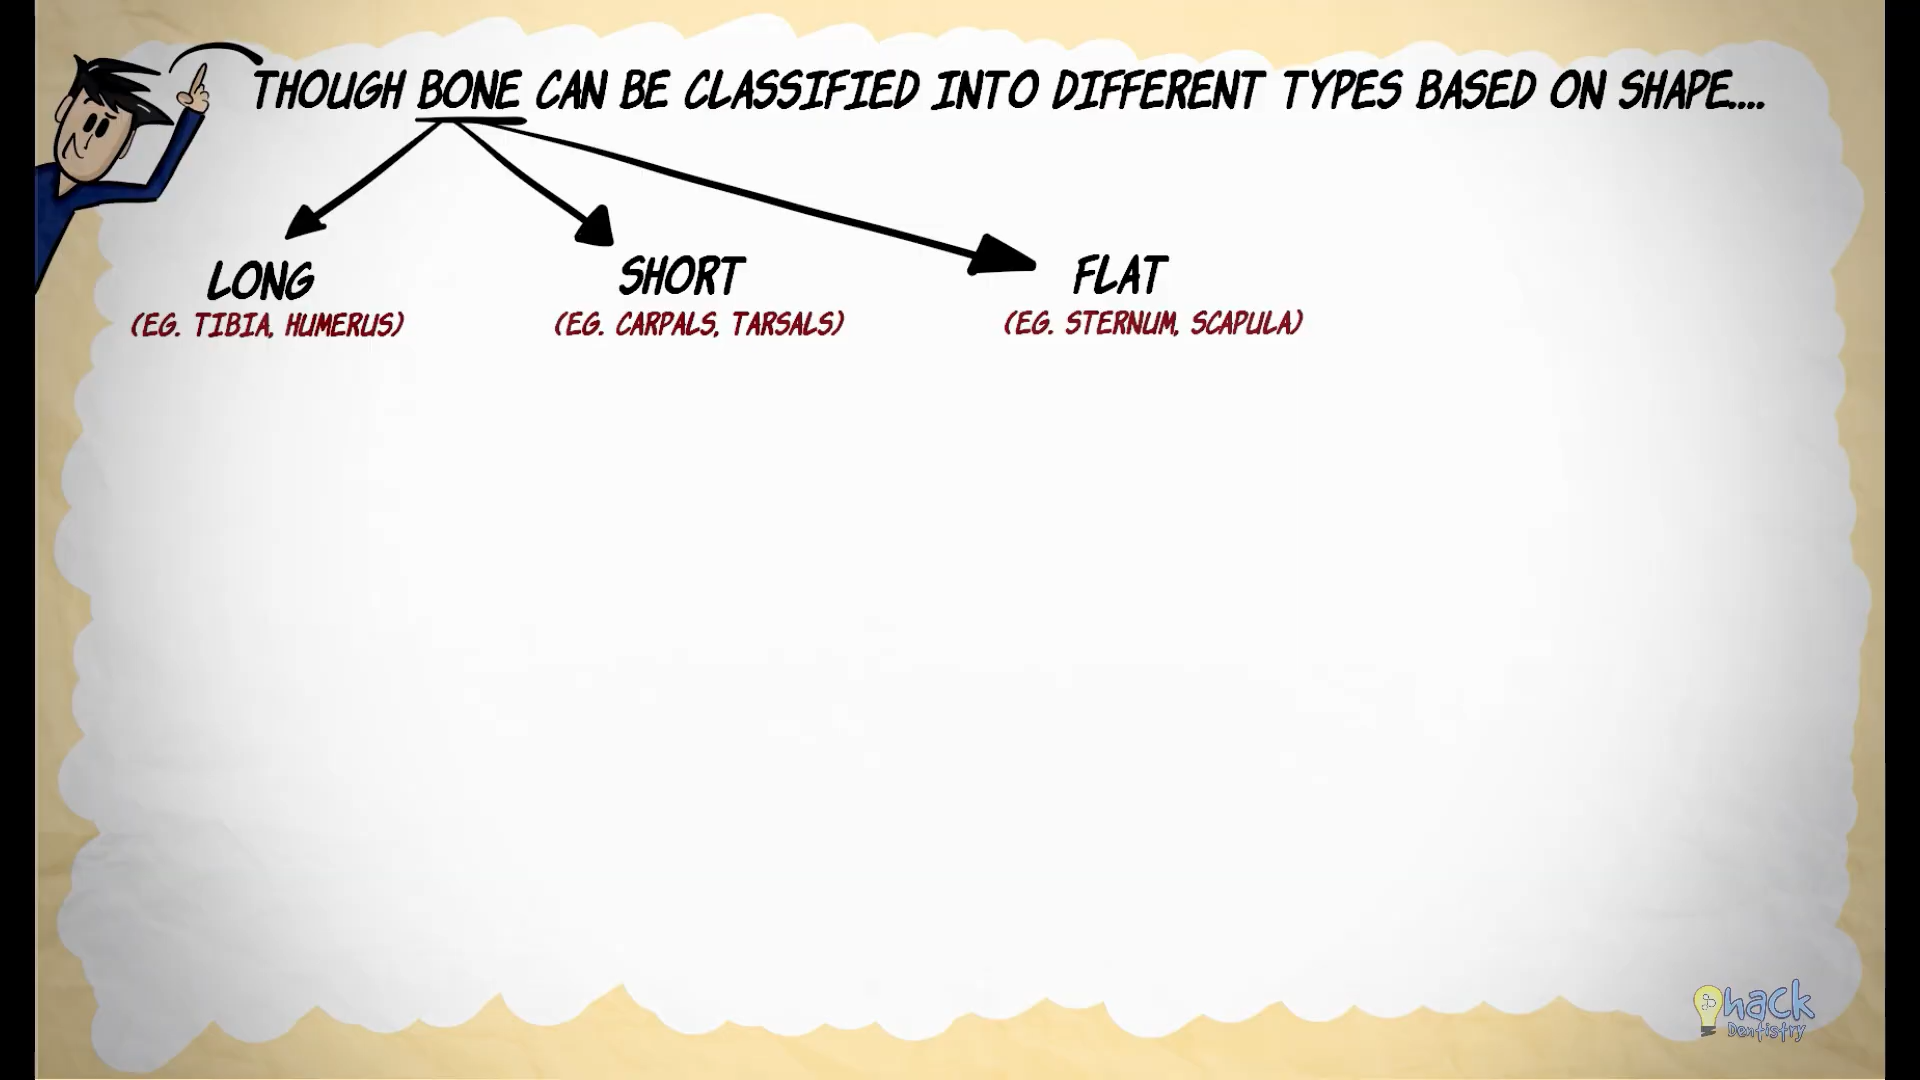 THOUGH BONE CAN BE CLASSIFIED INTO DIFFERENT TYPES BASED ON SHAPE....
LONG
(EG. TIBIA, HUMERUS)
SHORT
(EG. CARPALS, TARSALS)
FLAT
(EG. STERNUM, SCAPULA)
hack
Dentistry